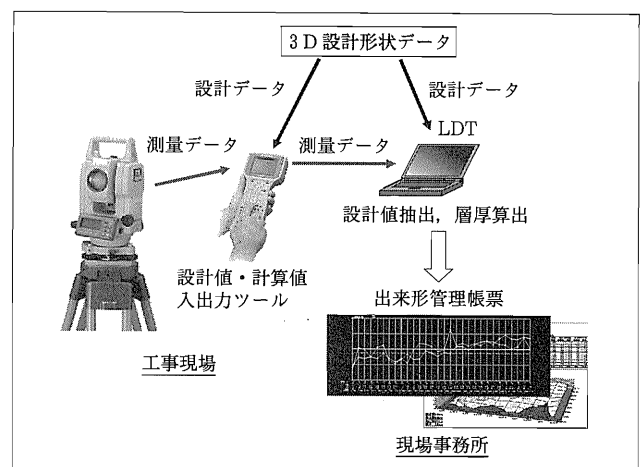 3D設計形状データ
設計データ
設計データ
測量データ
測量データ
LDT
設計値抽出，層厚算出
設計値・計算値
入出力ツール
出来形管理帳票
工事現場
現場事務所